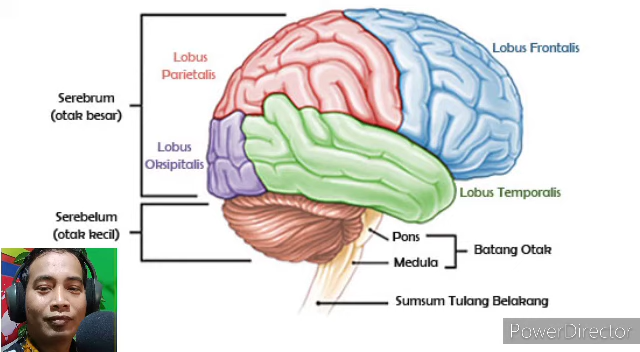 Lobus
Parietalis
Lobus Frontalis
Serebrum
(otak besar)
Lobus
Oksipitalis
Lobus Temporalis
Serebelum
(otak kecil)
Pons
Batang Otak
Medula
Sumsum Tulang Belakang
PowerDirector